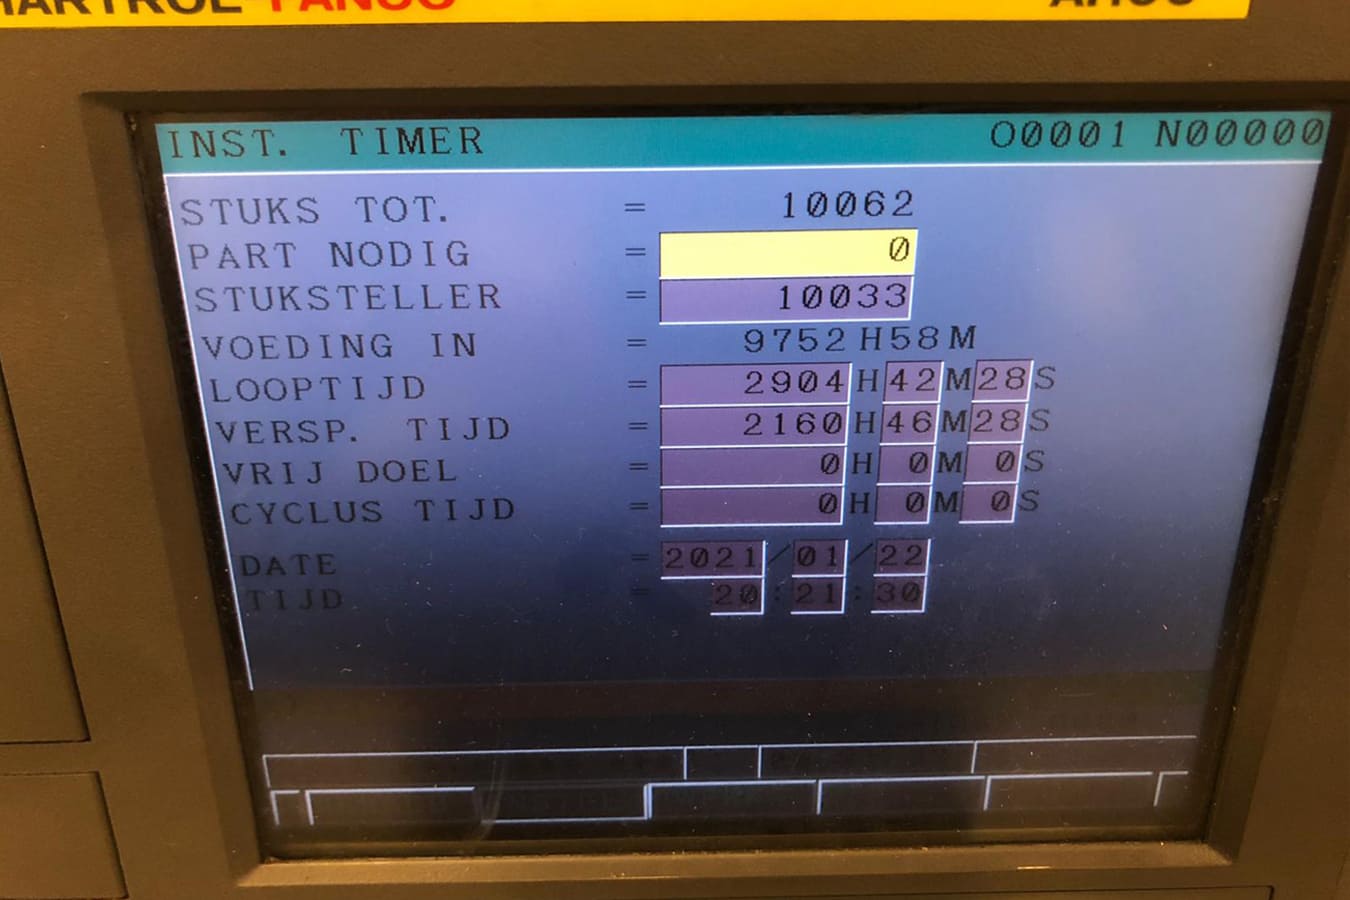 HARTROL-FANUC
INST. TIMER O0001 N00000
STUKS TOT. = 10062
PART NODIG = 0
STUKSTELLER = 10033
VOEDING IN = 9752H58M
LOOPTIJD = 2904H42M28S
VERSP. TIJD = 2160H46M28S
VRIJ DOEL = 0H 0M 0S
CYCLUS TIJD = 0H 0M 0S
DATE = 2021/01/22
TIJD = 20:21:30